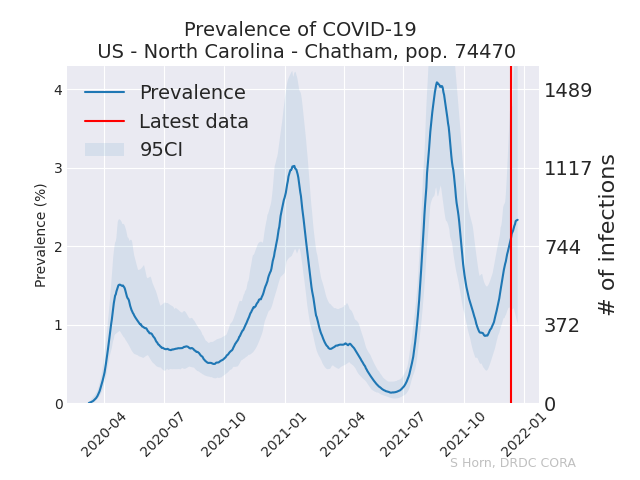 Prevalence of COVID-19
US - North Carolina - Chatham, pop. 74470
Prevalence
Latest data
95CI
Prevalence (%)
4
3
2
1
0
1489
1117
744
372
0
# of infections
2020-04
2020-07
2020-10
2021-01
2021-04
2021-07
2021-10
2022-01
S Horn, DRDC CORA